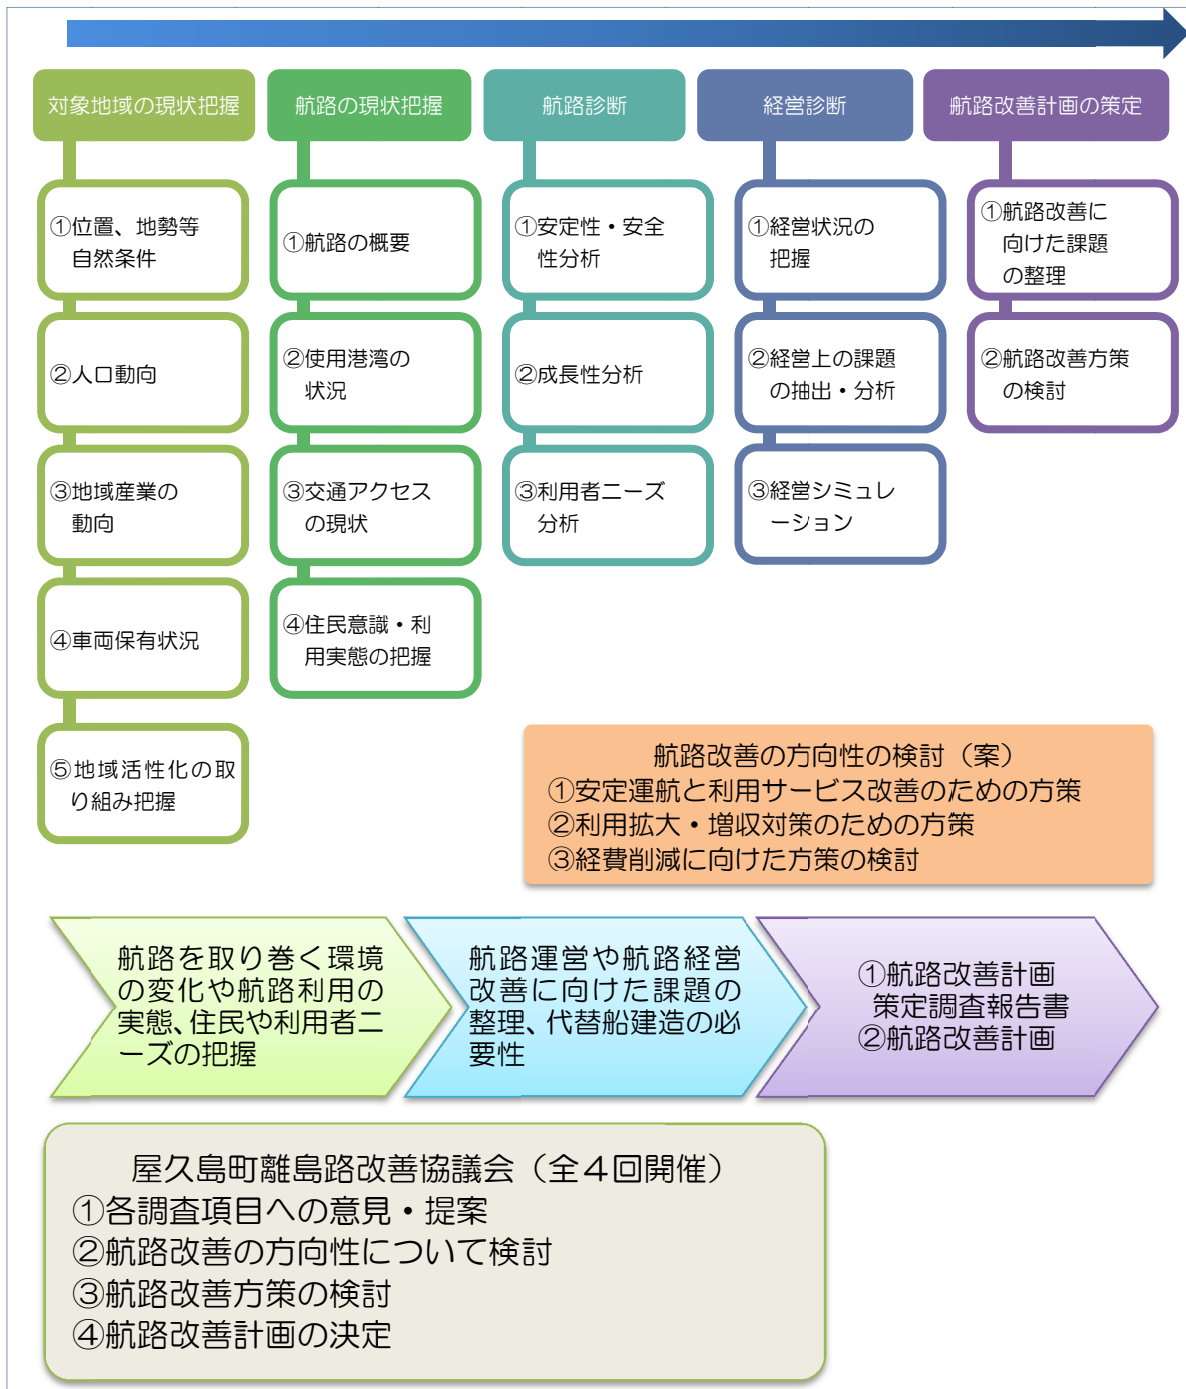 対象地域の現状把握
航路の現状把握
航路診断
経営診断
航路改善計画の策定
①位置、地勢等
自然条件
②人口動向
③地域産業の
動向
④車両保有状況
⑤地域活性化の取
り組み把握
①航路の概要
②使用港湾の
状況
③交通アクセス
の現状
④住民意識・利
用実態の把握
①安定性・安全
性分析
②成長性分析
③利用者ニーズ
分析
①経営状況の
把握
②経営上の課題
の抽出・分析
③経営シミュレ
ーション
①航路改善に
向けた課題
の整理
②航路改善方策
の検討
航路改善の方向性の検討（案）
①安定運航と利用サービス改善のための方策
②利用拡大・増収対策のための方策
③経費削減に向けた方策の検討
航路を取り巻く環境
の変化や航路利用の
実態、住民や利用者ニ
ーズの把握
航路運営や航路経営
改善に向けた課題の
整理、代替船建造の必
要性
①航路改善計画
策定調査報告書
②航路改善計画
屋久島町離島路改善協議会（全４回開催）
①各調査項目への意見・提案
②航路改善の方向性について検討
③航路改善方策の検討
④航路改善計画の決定